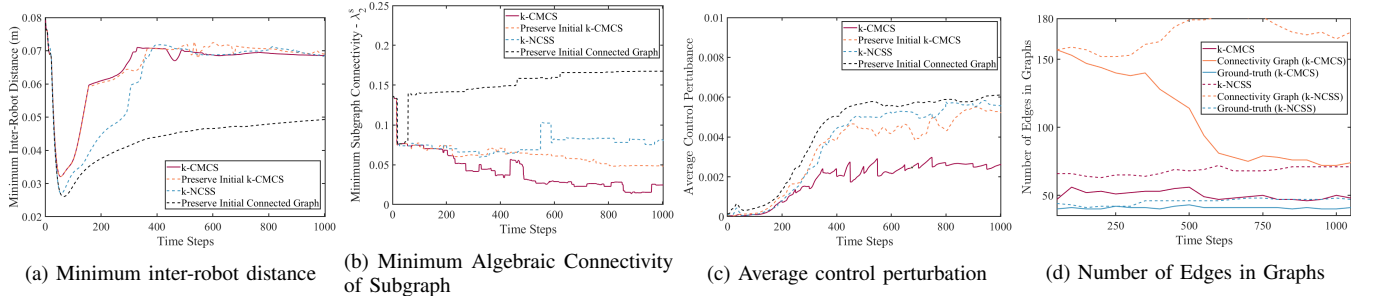 Minimum Inter-Robot Distance (m)
0.08
0.07
0.06
0.05
0.04
0.03
0.02
0
200
400
600
800
1000
Time Steps
k-CMCS
Preserve Initial k-CMCS
k-NCSS
Preserve Initial Connected Graph
(a) Minimum inter-robot distance
Minimum Subgraph Connectivity - λ₂ˢ
0.25
0.20
0.15
0.10
0.05
0.00
0
200
400
600
800
1000
Time Steps
k-CMCS
Preserve Initial k-CMCS
k-NCSS
Preserve Initial Connected Graph
(b) Minimum Algebraic Connectivity
of Subgraph
Average Control Pertubance
0.01
0.008
0.006
0.004
0.002
0
0
200
400
600
800
1000
Time Steps
k-CMCS
Preserve Initial k-CMCS
k-NCSS
Preserve Initial Connected Graph
(c) Average control perturbation
Number of Edges in Graphs
180
150
100
50
250
500
750
1000
Time Steps
k-CMCS
Connectivity Graph (k-CMCS)
Ground-truth (k-CMCS)
k-NCSS
Connectivity Graph (k-NCSS)
Ground-truth (k-NCSS)
(d) Number of Edges in Graphs